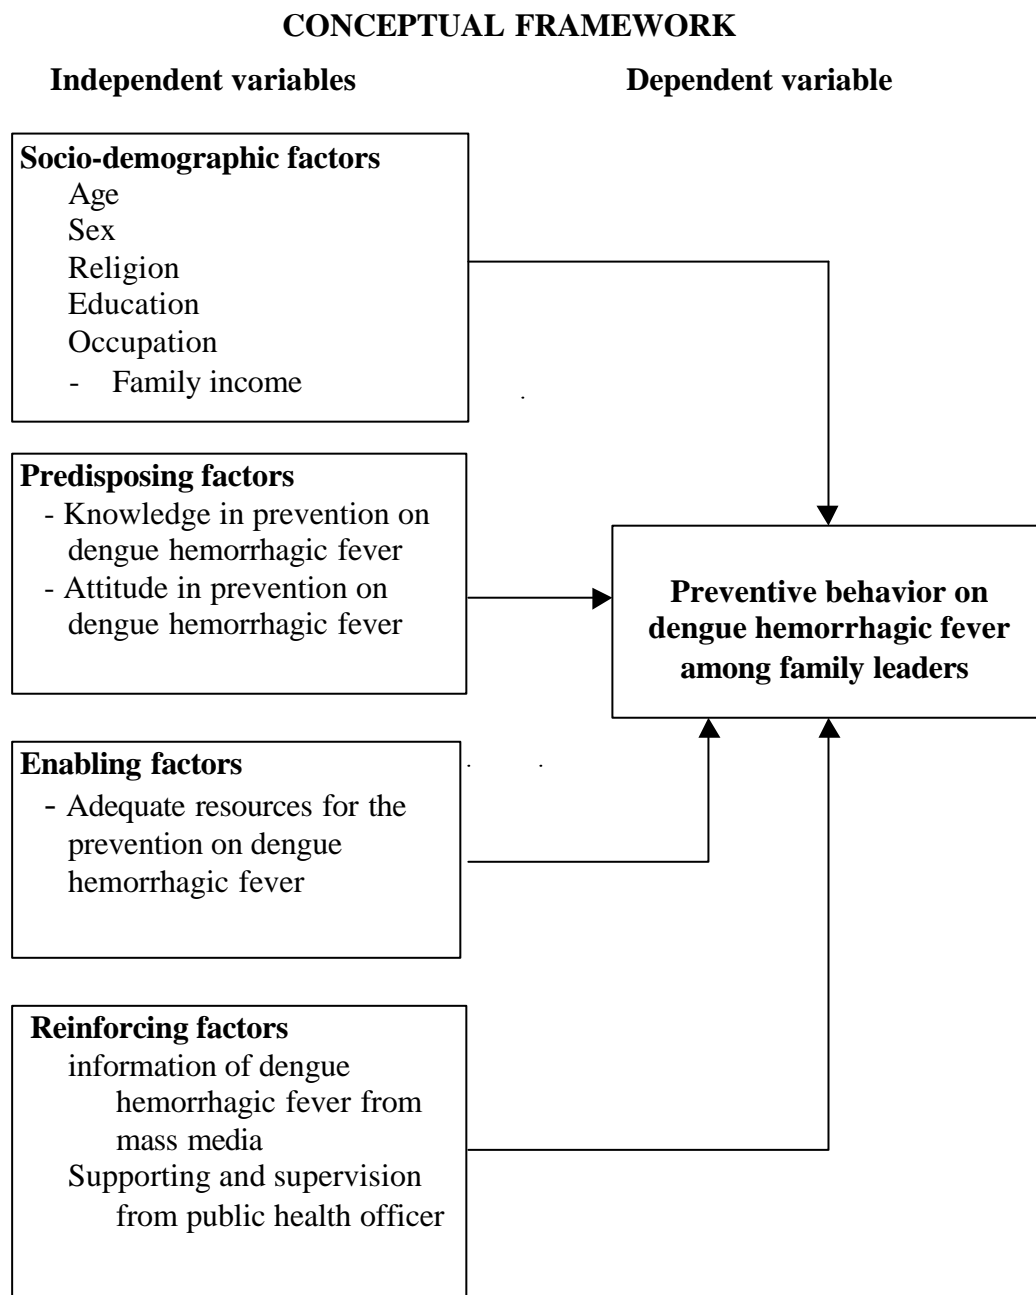 CONCEPTUAL FRAMEWORK
Independent variables
Dependent variable
Socio-demographic factors
Age
Sex
Religion
Education
Occupation
- Family income
Predisposing factors
- Knowledge in prevention on
dengue hemorrhagic fever
- Attitude in prevention on
dengue hemorrhagic fever
Enabling factors
- Adequate resources for the
prevention on dengue
hemorrhagic fever
Reinforcing factors
information of dengue
hemorrhagic fever from
mass media
Supporting and supervision
from public health officer
Preventive behavior on
dengue hemorrhagic fever
among family leaders